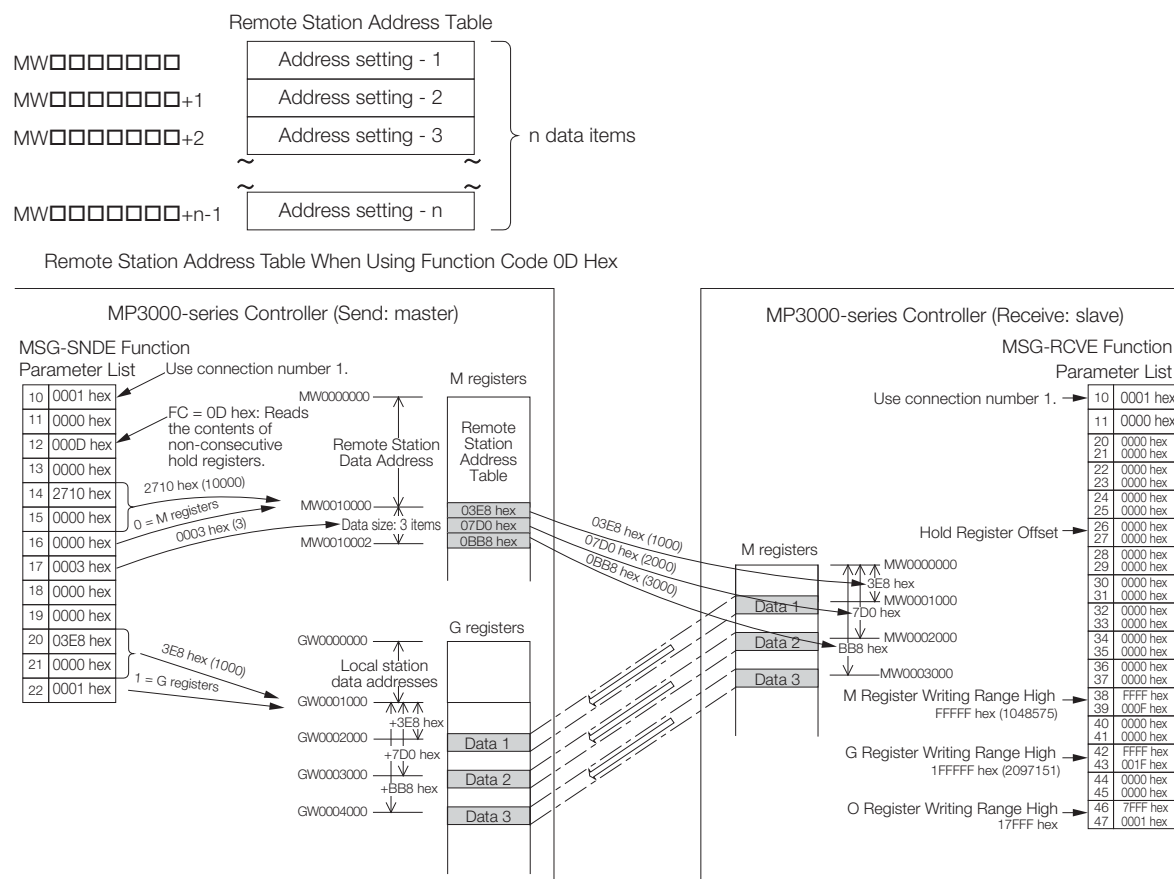 Remote Station Address Table
MW□□□□□□□ Address setting - 1
MW□□□□□□□+1 Address setting - 2
MW□□□□□□□+2 Address setting - 3
n data items
MW□□□□□□□+n-1 Address setting - n
Remote Station Address Table When Using Function Code 0D Hex
MP3000-series Controller (Send: master)
MSG-SNDE Function
Parameter List
10 0001 hex
11 0000 hex
12 000D hex
13 0000 hex
14 2710 hex
15 0000 hex
16 0000 hex
17 0003 hex
18 0000 hex
19 0000 hex
20 03E8 hex
21 0000 hex
22 0001 hex
Use connection number 1.
FC = 0D hex: Reads
the contents of
non-consecutive
hold registers.
2710 hex (10000)
0 = M registers
0003 hex (3)
3E8 hex (1000)
1 = G registers
M registers
MW0000000
Remote Station
Data Address
Remote
Station
Address
Table
MW0010000
Data size: 3 items
MW0010002
03E8 hex
07D0 hex
0BB8 hex
G registers
GW0000000
Local station
data addresses
GW0001000
+3E8 hex
GW0002000
+7D0 hex
GW0003000
+BB8 hex
GW0004000
Data 1
Data 2
Data 3
03E8 hex (1000)
07D0 hex (2000)
0BB8 hex (3000)
MP3000-series Controller (Receive: slave)
MSG-RCVE Function
Parameter List
M registers
Data 1
Data 2
Data 3
MW0000000
3E8 hex
MW0001000
7D0 hex
MW0002000
BB8 hex
MW0003000
Use connection number 1.
Hold Register Offset
M Register Writing Range High
FFFFF hex (1048575)
G Register Writing Range High
1FFFFF hex (2097151)
O Register Writing Range High
17FFF hex
10 0001 hex
11 0000 hex
20 0000 hex
21 0000 hex
22 0000 hex
23 0000 hex
24 0000 hex
25 0000 hex
26 0000 hex
27 0000 hex
28 0000 hex
29 0000 hex
30 0000 hex
31 0000 hex
32 0000 hex
33 0000 hex
34 0000 hex
35 0000 hex
36 0000 hex
37 0000 hex
38 FFFF hex
39 000F hex
40 0000 hex
41 0000 hex
42 FFFF hex
43 001F hex
44 0000 hex
45 0000 hex
46 7FFF hex
47 0001 hex